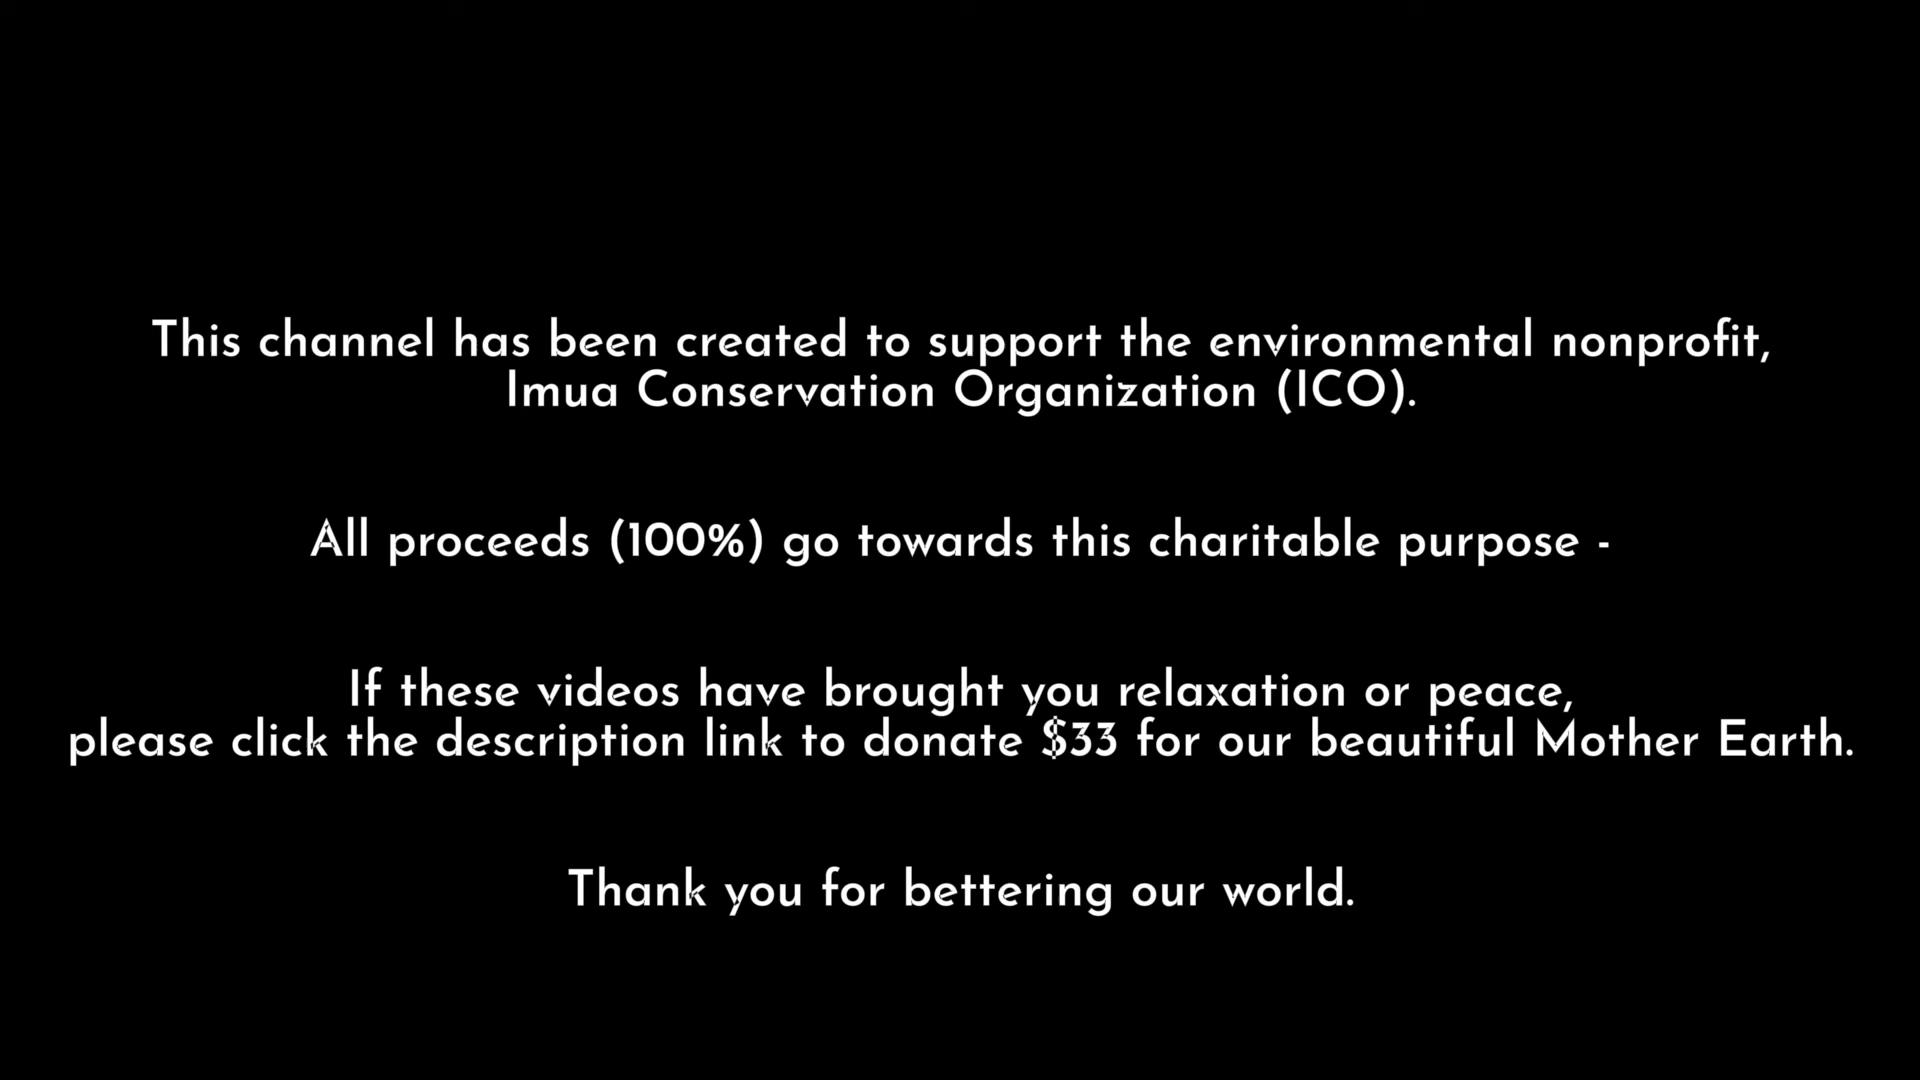 This channel has been created to support the environmental nonprofit,
Imua Conservation Organization (ICO).
All proceeds (100%) go towards this charitable purpose -
If these videos have brought you relaxation or peace,
please click the description link to donate $33 for our beautiful Mother Earth.
Thank you for bettering our world.